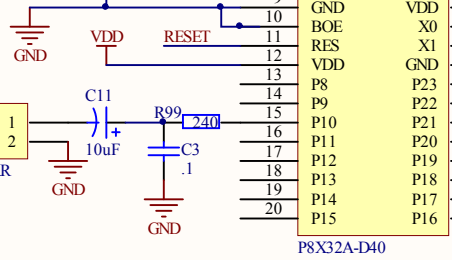 GND VDD
10 BOE X0
VDD RESET 11 RES X1
12 VDD GND
GND
13 P8 P23
C11 14 P9 P22
R99 15
1 240 P10 P21
2 10uF 16 P11 P20
C3 17 P12 P19
R .1 18 P13 P18
GND 19 P14 P17
GND 20 P15 P16
P8X32A-D40